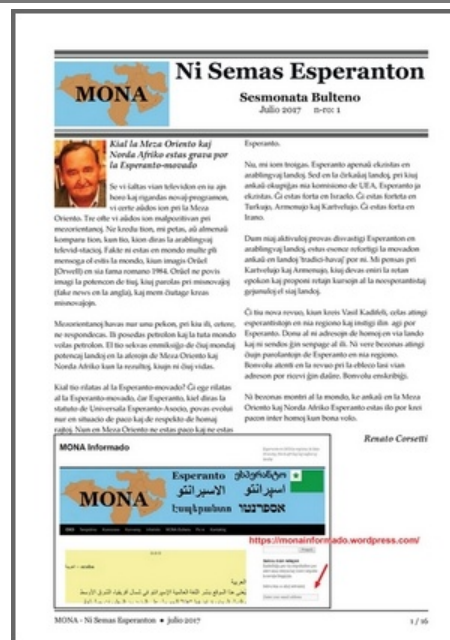 MONA
Ni Semas Esperanton
Sesmonata Bulteno
Julio 2017 n-ro: 1
Kial la Meza Oriento kaj
Norda Afriko estas grava por
la Esperanto-movado
Se vi ŝaltas vian televidon en iu ajn
horo kaj rigardas novaj-programon,
vi certe aŭdos ion pri la Meza
Oriento. Tre ofte vi aŭdos ion malpozitivan pri
mezorientanoj. Ne kredu tion, mi petas, aŭ almenaŭ
komparu tion, kun tio, kion diras la arablingvaj
televid-stacioj. Fakte ni estas en mondo multe pli
mensoga ol estis la mondo, kiun imagis Orŭel
[Orwell] en sia fama romano 1984. Orŭel ne povis
imagi la potencon de tiuj, kiuj parolas pri misnovaĵoj
(fake news en la angla), kaj mem ĉiutage kreas
misnovaĵojn.
Mezorientanoj havas nur unu pekon, pri kiu ili, certe,
ne respondecas. Ili posedas petrolon kaj la tuta mondo
volas petrolon. El tio sekvas enmiksiĝo de ĉiuj mondaj
potencaj landoj en la aferojn de Meza Oriento kaj
Norda Afriko kun la rezultoj, kiujn ni ĉiuj vidas.
Kial tio rilatas al la Esperanto-movado? Ĝi ege rilatas
al la Esperanto-movado, ĉar Esperanto, kiel diras la
statuto de Universala Esperanto-Asocio, povas evolui
nur en situacio de paco kaj de respekto de homaj
rajtoj. Nun en Meza Oriento ne estas paco kaj ne estas
Esperanto.
Nu, mi iom troigas. Esperanto apenaŭ ekzistas en
arablingvaj landoj. Sed en la ĉirkaŭaj landoj, pri kiuj
ankaŭ okupiĝas nia komisiono de UEA, Esperanto ja
ekzistas. Ĝi estas forta en Israelo. Ĝi estas forteta en
Turkujo, Armenujo kaj Kartvelujo. Ĝi estas forta en
Irano.
Dum niaj aktivuloj provas disvastigi Esperanton en
arablingvaj landoj, estus esence refortigi la movadon
ankaŭ en landoj 'tradici-havaj' por ni. Mi pensas pri
Kartvelujo kaj Armenujo, kiuj devas eniri la retan
epokon kaj proponi retajn kursojn al la neesperantistaj
gejunuloj el siaj landoj.
Ĉi tiu nova revuo, kiun kreis Vasil Kadifeli, celas atingi
esperantistojn en nia regiono kaj instigi ilin agi por
Esperanto. Donu al ni adresojn de homoj en via lando
kaj ni sendos ĝin senpage al ili. Ni vere bezonas atingi
ĉiujn parolantojn de Esperanto en nia regiono.
Bonvolu atenti en la revuo pri la ebleco lasi vian
adreson por ricevi ĝin daŭre. Bonvolu enskribiĝi.
Ni bezonas montri al la mondo, ke ankaŭ en la Meza
Oriento kaj Norda Afriko Esperanto estas ilo por krei
pacon inter homoj kun bona volo.
Renato Corsetti
MONA Informado
MONA
Esperanto
الاسبرانتو
اسپرانتو
Էսպերանտո
אספרנטו
https://monainformado.wordpress.com/
العربية
MONA - Ni Semas Esperanton • julio 2017
1 / 16